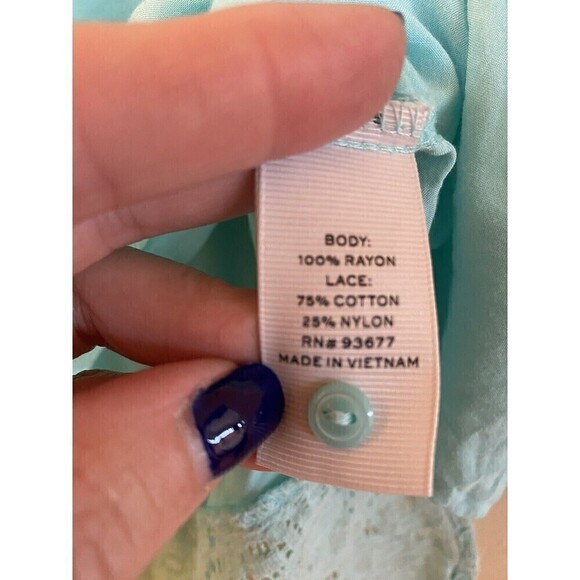 BODY:
100% RAYON
LACE:
75% COTTON
25% NYLON
RN# 93677
MADE IN VIETNAM